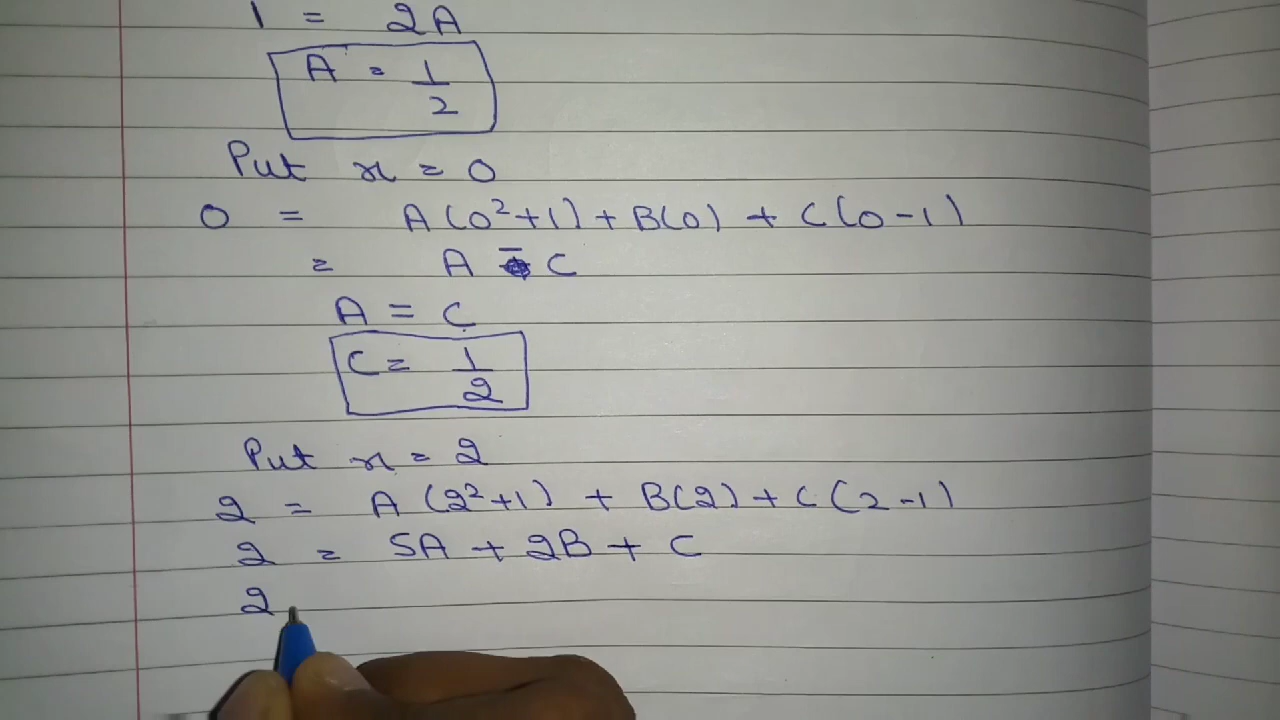 1 = 2A
A = 1/2
Put x = 0
0 = A(0²+1) + B(0) + C(0-1)
= A - C
A = C
C = 1/2
Put x = 2
2 = A(2²+1) + B(2) + C(2-1)
2 = 5A + 2B + C
2